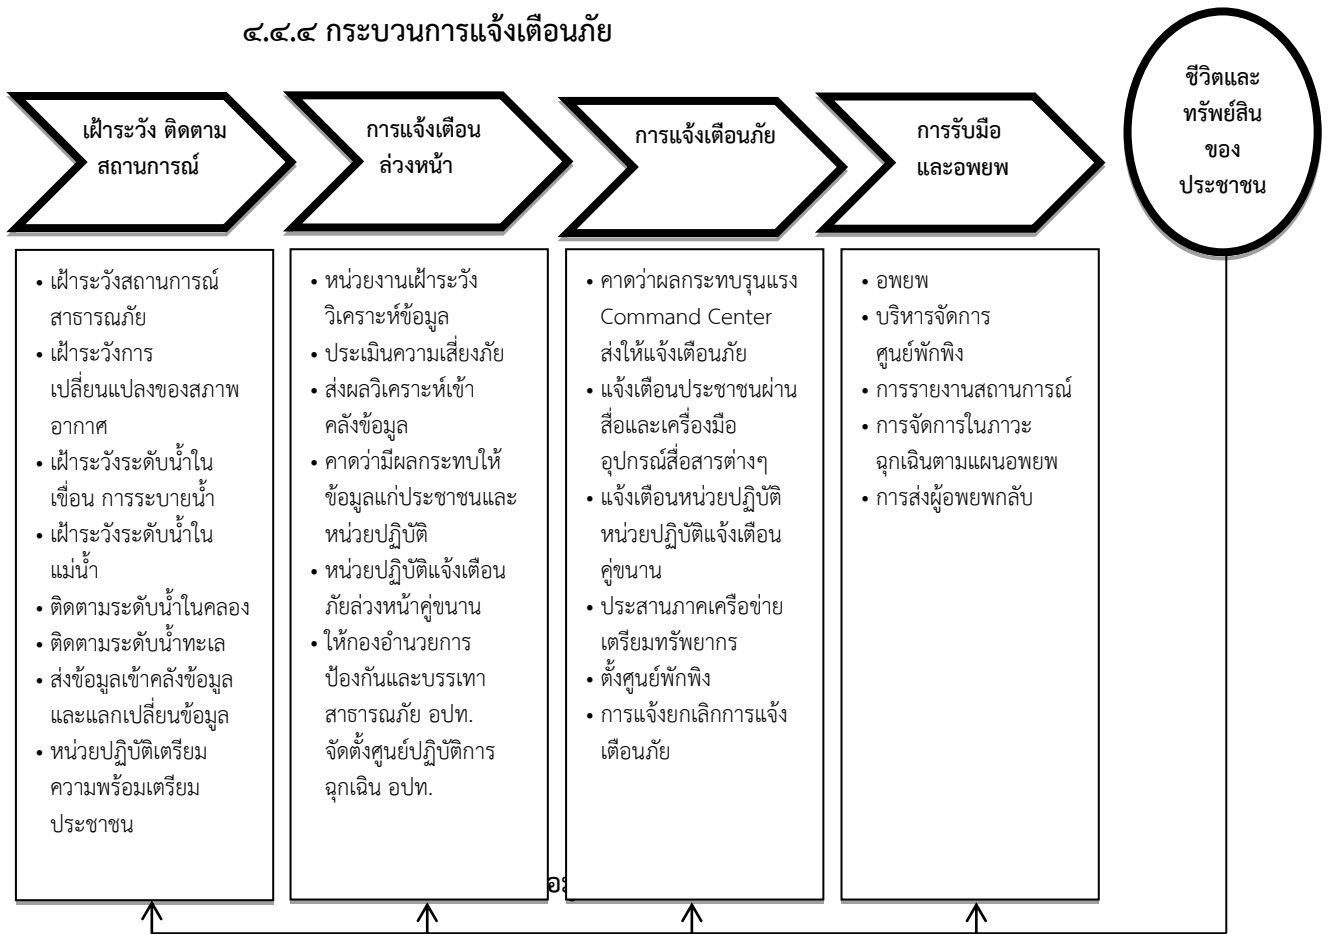 ๔.๔.๔ กระบวนการแจ้งเตือนภัย
เฝ้าระวัง ติดตาม
สถานการณ์
การแจ้งเตือน
ล่วงหน้า
การแจ้งเตือนภัย
การรับมือ
และอพยพ
ชีวิตและ
ทรัพย์สิน
ของ
ประชาชน
• เฝ้าระวังสถานการณ์
สาธารณภัย
• เฝ้าระวังการ
เปลี่ยนแปลงของสภาพ
อากาศ
• เฝ้าระวังระดับน้ำใน
เขื่อน การระบายน้ำ
• เฝ้าระวังระดับน้ำใน
แม่น้ำ
• ติดตามระดับน้ำในคลอง
• ติดตามระดับน้ำทะเล
• ส่งข้อมูลเข้าคลังข้อมูล
และแลกเปลี่ยนข้อมูล
• หน่วยปฏิบัติเตรียม
ความพร้อมเตรียม
ประชาชน
• หน่วยงานเฝ้าระวัง
วิเคราะห์ข้อมูล
• ประเมินความเสี่ยงภัย
• ส่งผลวิเคราะห์เข้า
คลังข้อมูล
• คาดว่ามีผลกระทบให้
ข้อมูลแก่ประชาชนและ
หน่วยปฏิบัติ
• หน่วยปฏิบัติแจ้งเตือน
ภัยล่วงหน้าคู่ขนาน
• ให้กองอำนวยการ
ป้องกันและบรรเทา
สาธารณภัย อปท.
จัดตั้งศูนย์ปฏิบัติการ
ฉุกเฉิน อปท.
• คาดว่าผลกระทบรุนแรง
Command Center
ส่งให้แจ้งเตือนภัย
• แจ้งเตือนประชาชนผ่าน
สื่อและเครื่องมือ
อุปกรณ์สื่อสารต่างๆ
• แจ้งเตือนหน่วยปฏิบัติ
หน่วยปฏิบัติแจ้งเตือน
คู่ขนาน
• ประสานภาคเครือข่าย
เตรียมทรัพยากร
• ตั้งศูนย์พักพิง
• การแจ้งยกเลิกการแจ้ง
เตือนภัย
• อพยพ
• บริหารจัดการ
ศูนย์พักพิง
• การรายงานสถานการณ์
• การจัดการในภาวะ
ฉุกเฉินตามแผนอพยพ
• การส่งผู้อพยพกลับ